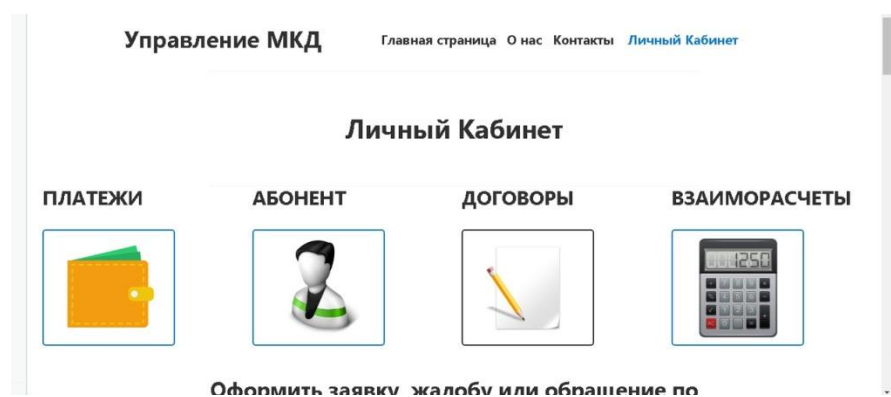 Управление МКД
Главная страница О нас Контакты Личный Кабинет
Личный Кабинет
ПЛАТЕЖИ
АБОНЕНТ
ДОГОВОРЫ
ВЗАИМОРАСЧЕТЫ
1250
Оформить заявку, жалобу или обращение по